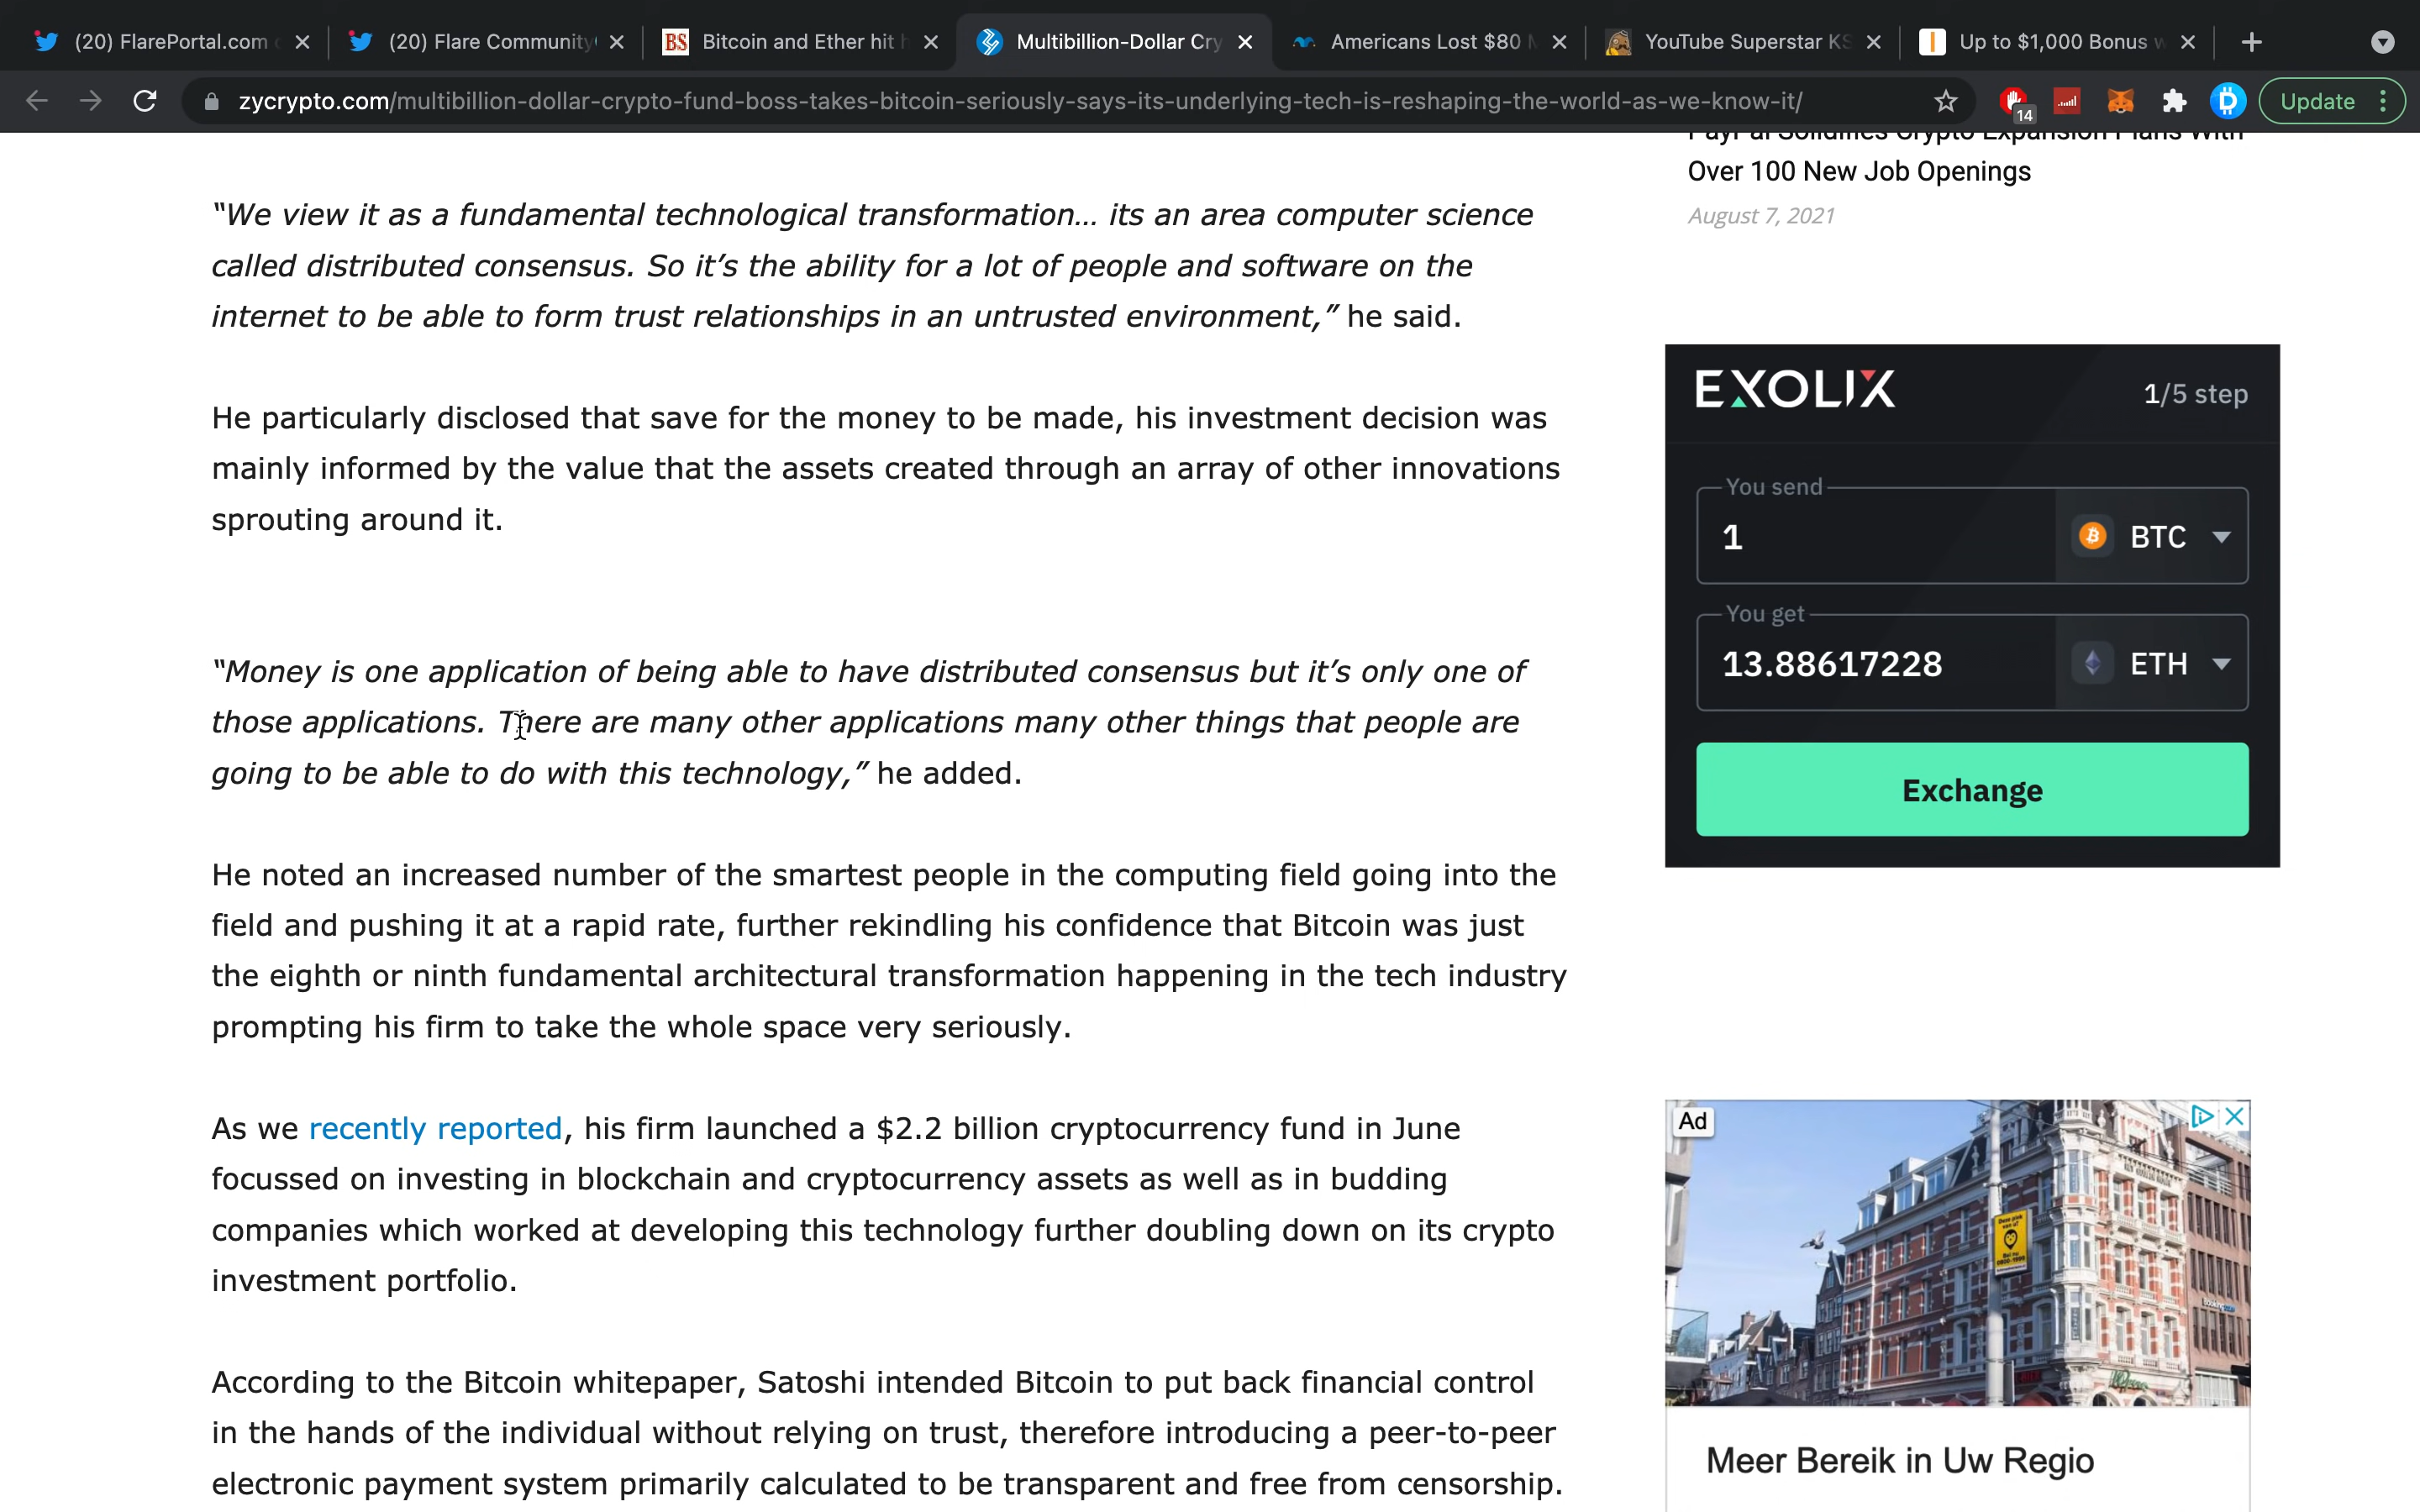 (20) FlarePortal.com
(20) Flare Community
BS Bitcoin and Ether hit h
Multibillion-Dollar Cry
Americans Lost $80 M
YouTube Superstar KS
Up to $1,000 Bonus w
zycrypto.com/multibillion-dollar-crypto-fund-boss-takes-bitcoin-seriously-says-its-underlying-tech-is-reshaping-the-world-as-we-know-it/
14
Update
PayPal Solidifies Crypto Expansion Plans With
Over 100 New Job Openings
August 7, 2021
“We view it as a fundamental technological transformation… its an area computer science
called distributed consensus. So it’s the ability for a lot of people and software on the
internet to be able to form trust relationships in an untrusted environment,” he said.
He particularly disclosed that save for the money to be made, his investment decision was
mainly informed by the value that the assets created through an array of other innovations
sprouting around it.
“Money is one application of being able to have distributed consensus but it’s only one of
those applications. There are many other applications many other things that people are
going to be able to do with this technology,” he added.
He noted an increased number of the smartest people in the computing field going into the
field and pushing it at a rapid rate, further rekindling his confidence that Bitcoin was just
the eighth or ninth fundamental architectural transformation happening in the tech industry
prompting his firm to take the whole space very seriously.
As we recently reported, his firm launched a $2.2 billion cryptocurrency fund in June
focussed on investing in blockchain and cryptocurrency assets as well as in budding
companies which worked at developing this technology further doubling down on its crypto
investment portfolio.
According to the Bitcoin whitepaper, Satoshi intended Bitcoin to put back financial control
in the hands of the individual without relying on trust, therefore introducing a peer-to-peer
electronic payment system primarily calculated to be transparent and free from censorship.
EXOLIX
1/5 step
You send
1
BTC
You get
13.88617228
ETH
Exchange
Ad
Meer Bereik in Uw Regio